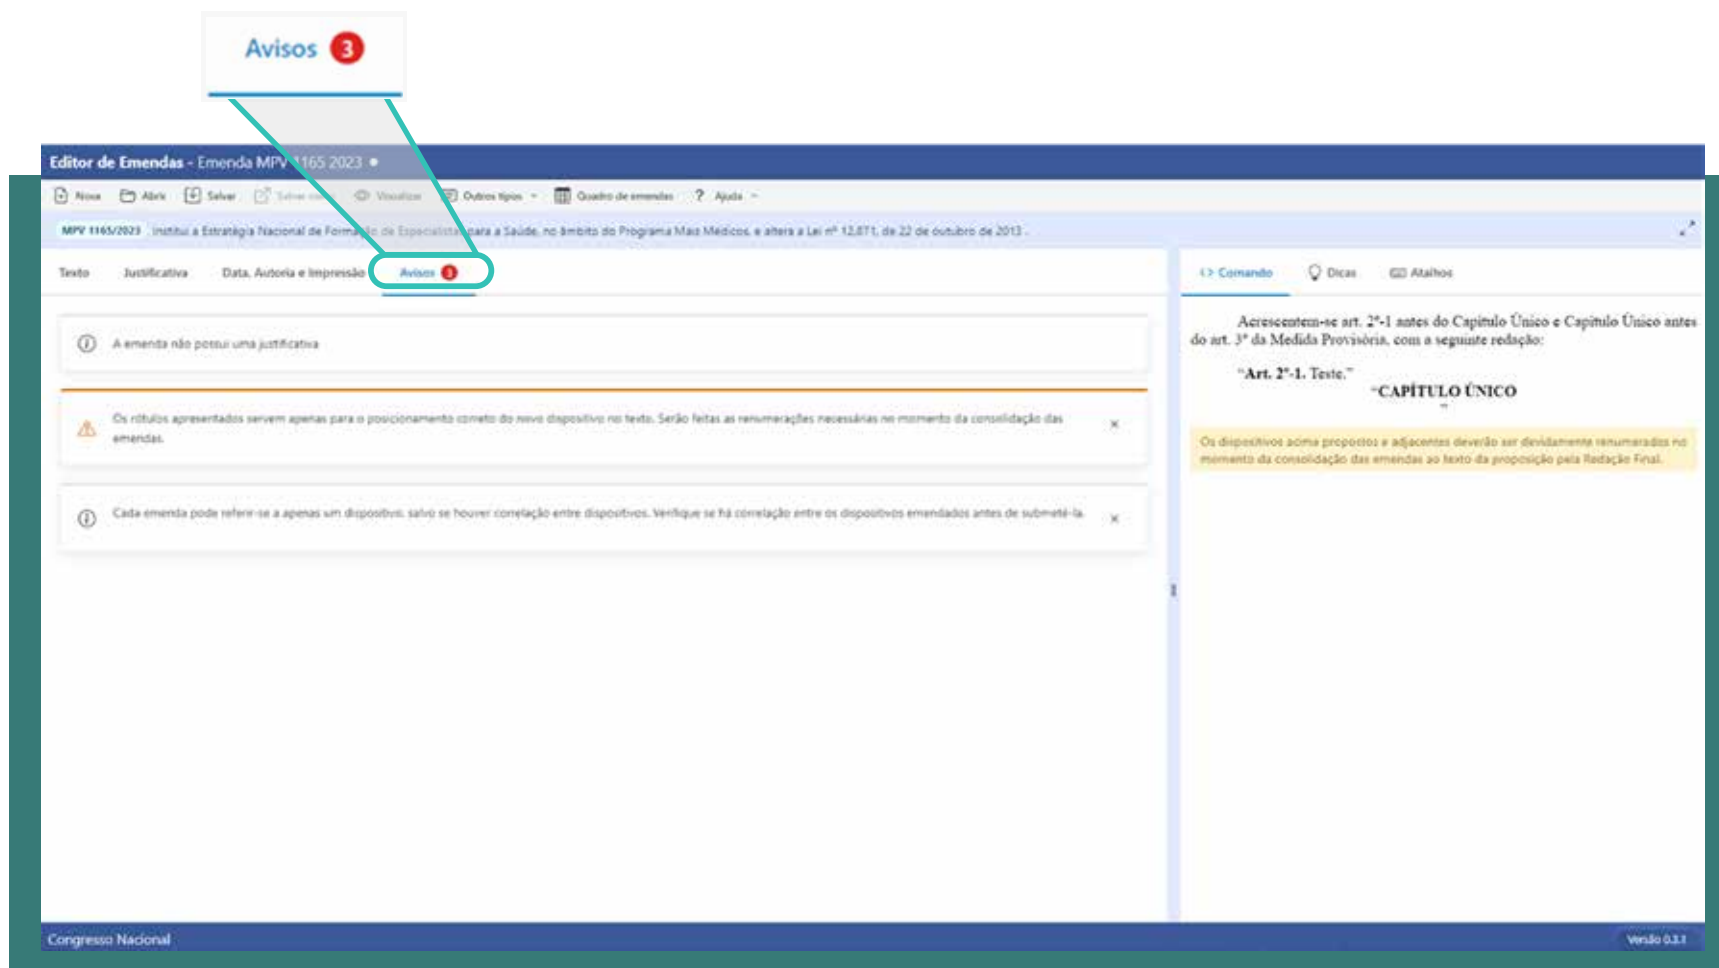 Avisos 3
Editor de Emendas - Emenda MPV 1165 2023
Nova Abrir Salvar Salvar como Visualizar Outros tipos Quadro de emendas ? Ajuda
MPV 1165/2023 Institui a Estratégia Nacional de Formação de Especialistas para a Saúde, no âmbito do Programa Mais Médicos, e altera a Lei nº 12.871, de 22 de outubro de 2013 .
Texto Justificativa Data, Autoria e Impressão Avisos 3
A emenda não possui uma justificativa
Os rótulos apresentados servem apenas para o posicionamento correto do novo dispositivo no texto. Serão feitas as renumerações necessárias no momento da consolidação das
emendas.
Cada emenda pode referir-se a apenas um dispositivo, salvo se houver correlação entre dispositivos. Verifique se há correlação entre os dispositivos emendados antes de submetê-la.
<> Comando Dicas Atalhos
Acrescentem-se art. 2º-1 antes do Capítulo Único e Capítulo Único antes
do art. 3º da Medida Provisória, com a seguinte redação:
“Art. 2º-1. Teste.”
“CAPÍTULO ÚNICO
”
Os dispositivos acima propostos e adjacentes deverão ser devidamente renumerados no
momento da consolidação das emendas ao texto da proposição pela Redação Final.
Congresso Nacional
Versão 0.3.1